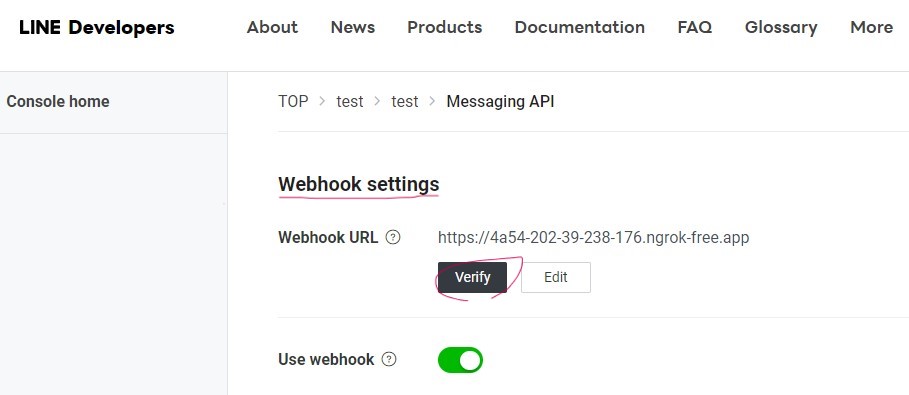 LINE Developers About News Products Documentation FAQ Glossary More
Console home
TOP > test > test > Messaging API
Webhook settings
Webhook URL ? https://4a54-202-39-238-176.ngrok-free.app
Verify Edit
Use webhook ?